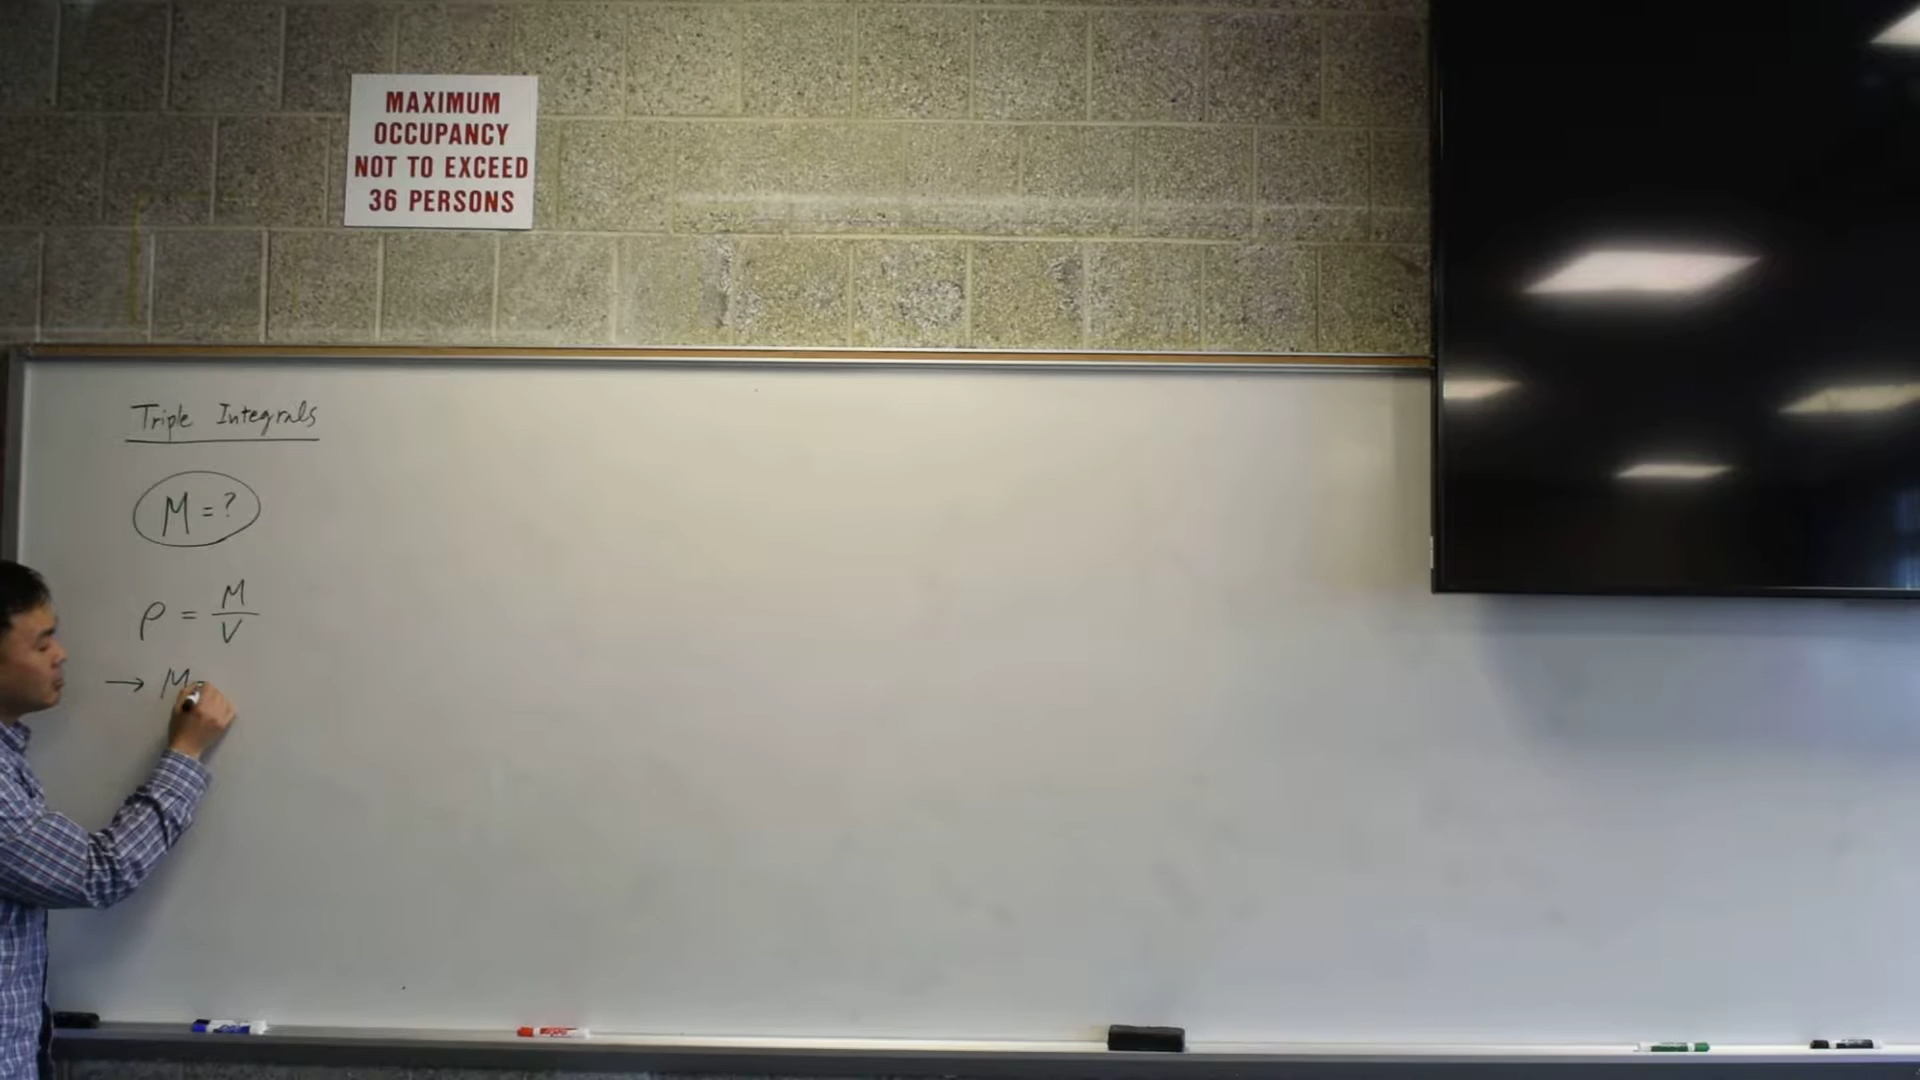 MAXIMUM
OCCUPANCY
NOT TO EXCEED
36 PERSONS
Triple Integrals
M = ?
ρ = M/V
→ M =